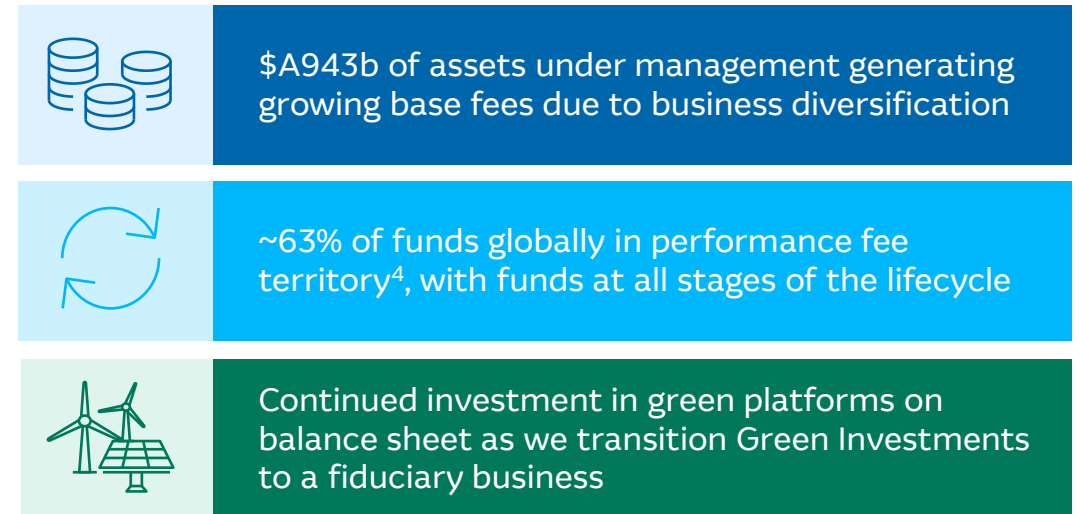 $A943b of assets under management generating
growing base fees due to business diversification
~63% of funds globally in performance fee
territory⁴, with funds at all stages of the lifecycle
Continued investment in green platforms on
balance sheet as we transition Green Investments
to a fiduciary business